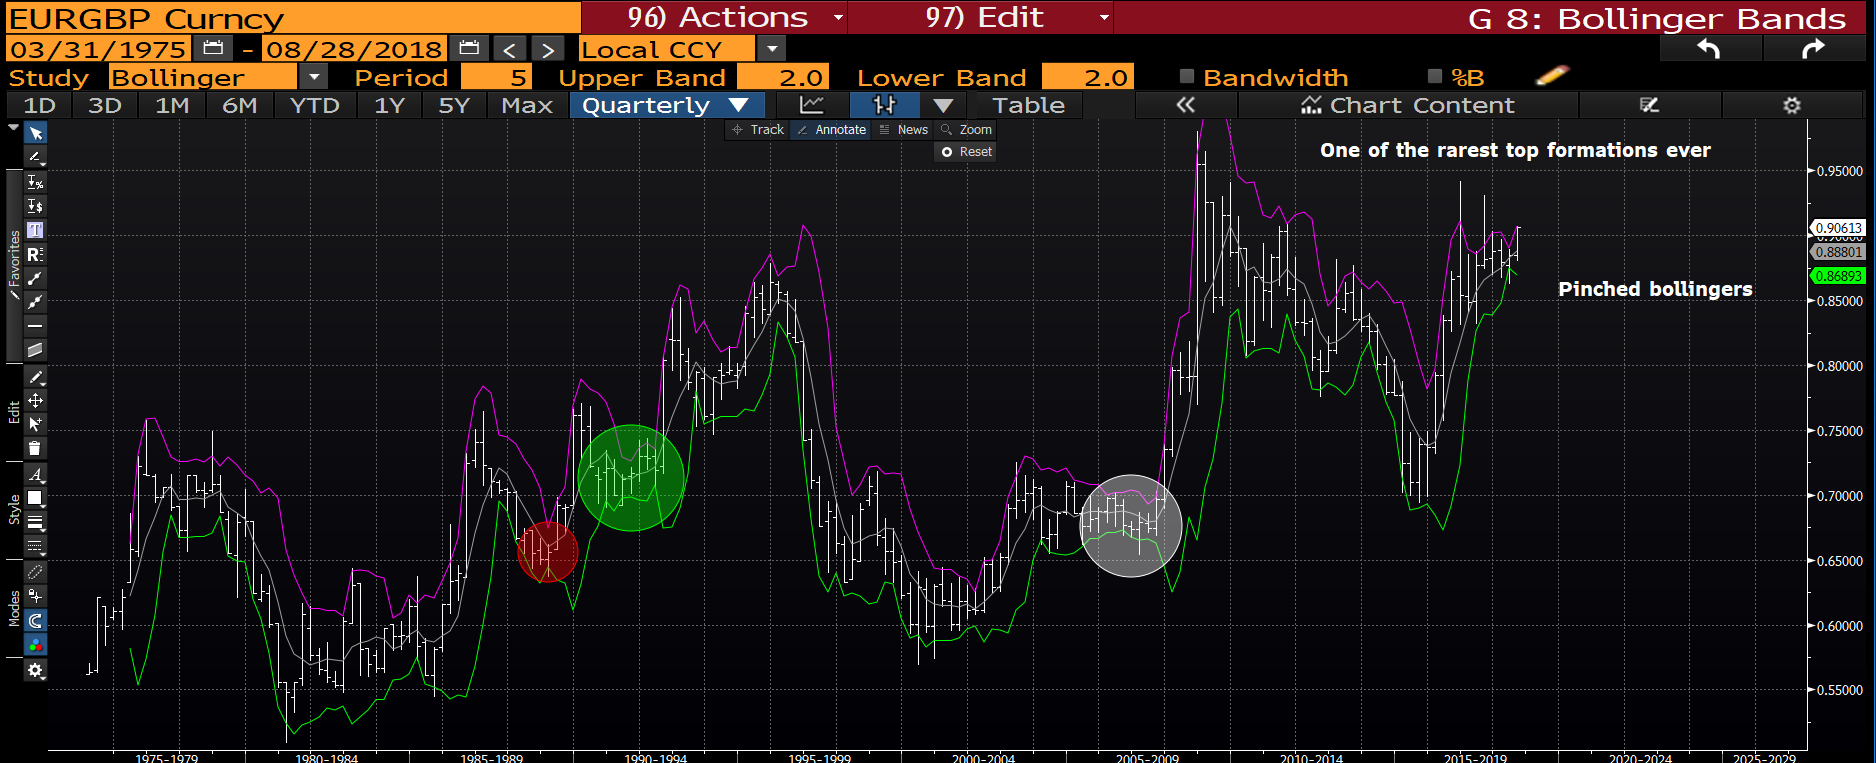 EURGBP Curncy 96) Actions 97) Edit G 8: Bollinger Bands
03/31/1975 - 08/28/2018 < > Local CCY
Study Bollinger Period 5 Upper Band 2.0 Lower Band 2.0 Bandwidth %B
1D 3D 1M 6M YTD 1Y 5Y Max Quarterly Table « Chart Content
Track Annotate News Zoom
Reset
One of the rarest top formations ever
Pinched bollingers
Favorites
Edit
Style
Modes
%
$
T
R
A
0.95000
0.90613
0.90000
0.88801
0.86893
0.85000
0.80000
0.75000
0.70000
0.65000
0.60000
0.55000
1975-1979 1980-1984 1985-1989 1990-1994 1995-1999 2000-2004 2005-2009 2010-2014 2015-2019 2020-2024 2025-2029